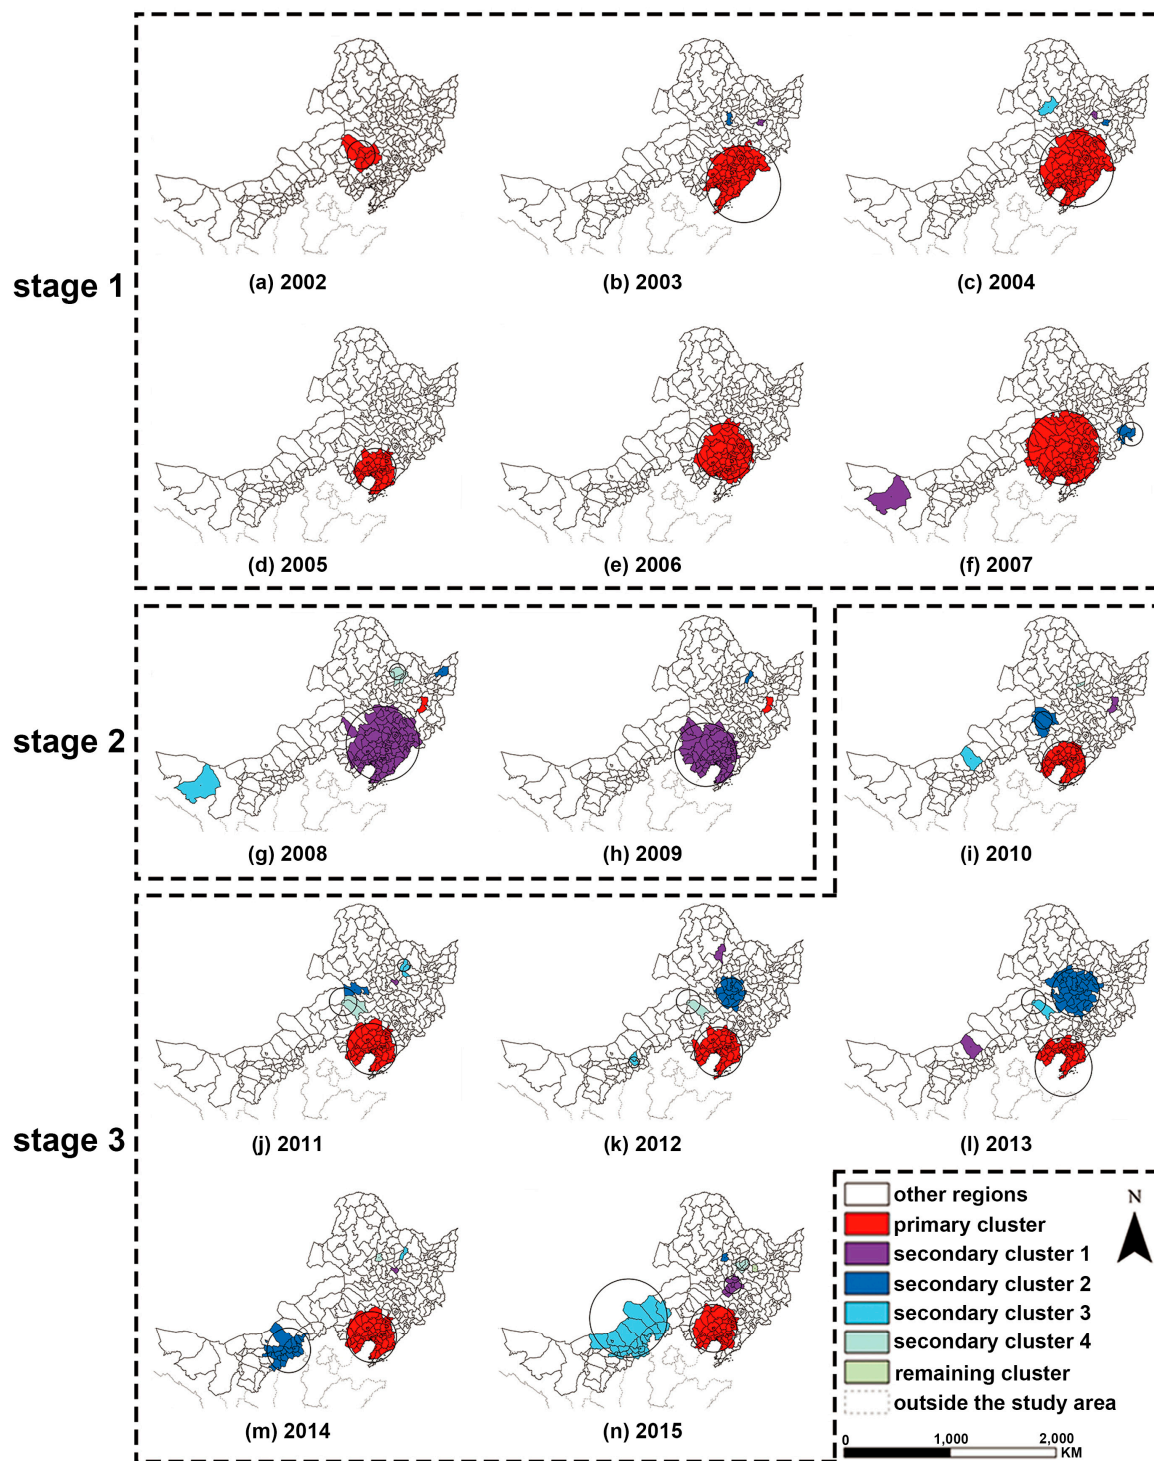 stage 1
(a) 2002
(b) 2003
(c) 2004
(d) 2005
(e) 2006
(f) 2007
stage 2
(g) 2008
(h) 2009
(i) 2010
stage 3
(j) 2011
(k) 2012
(l) 2013
(m) 2014
(n) 2015
other regions
primary cluster
secondary cluster 1
secondary cluster 2
secondary cluster 3
secondary cluster 4
remaining cluster
outside the study area
N
0 1,000 2,000
KM